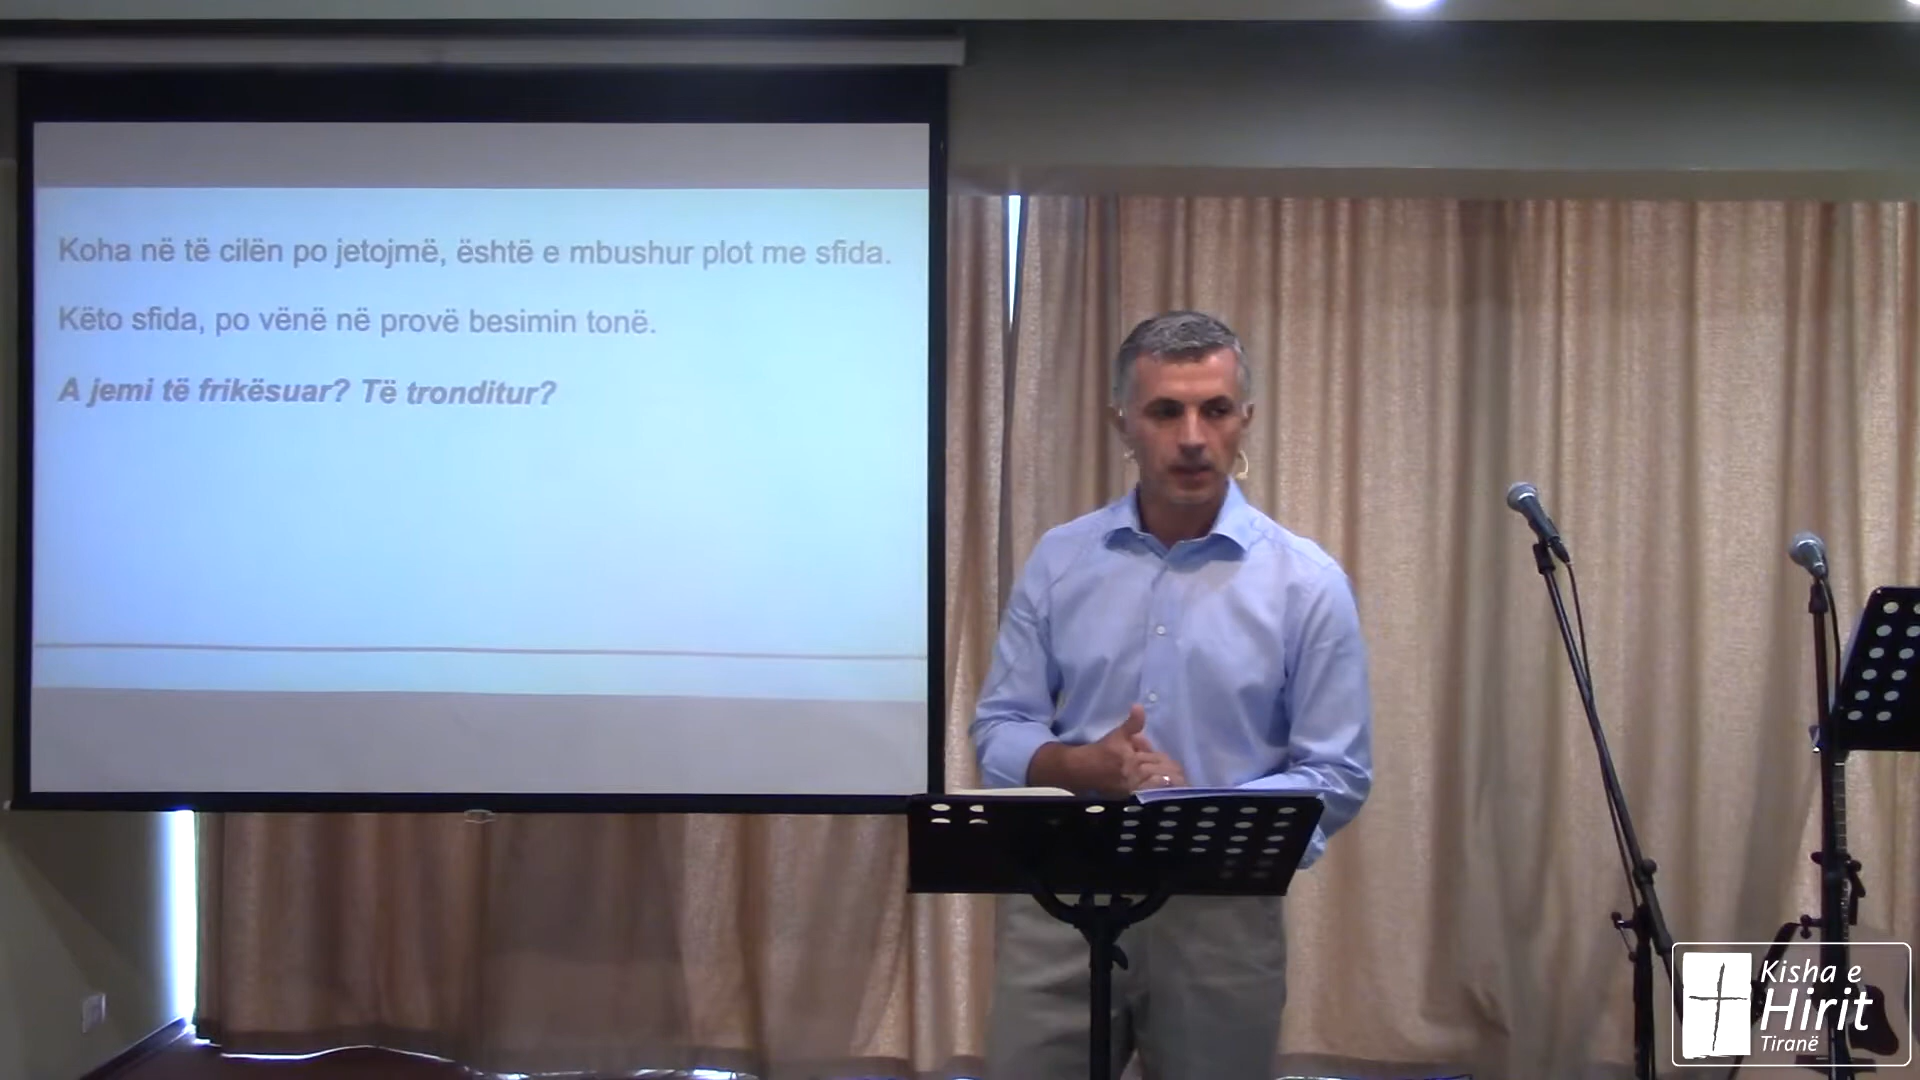 Koha në të cilën po jetojmë, është e mbushur plot me sfida.
Këto sfida, po vënë në provë besimin tonë.
A jemi të frikësuar? Të tronditur?
Kisha e
Hirit
Tiranë